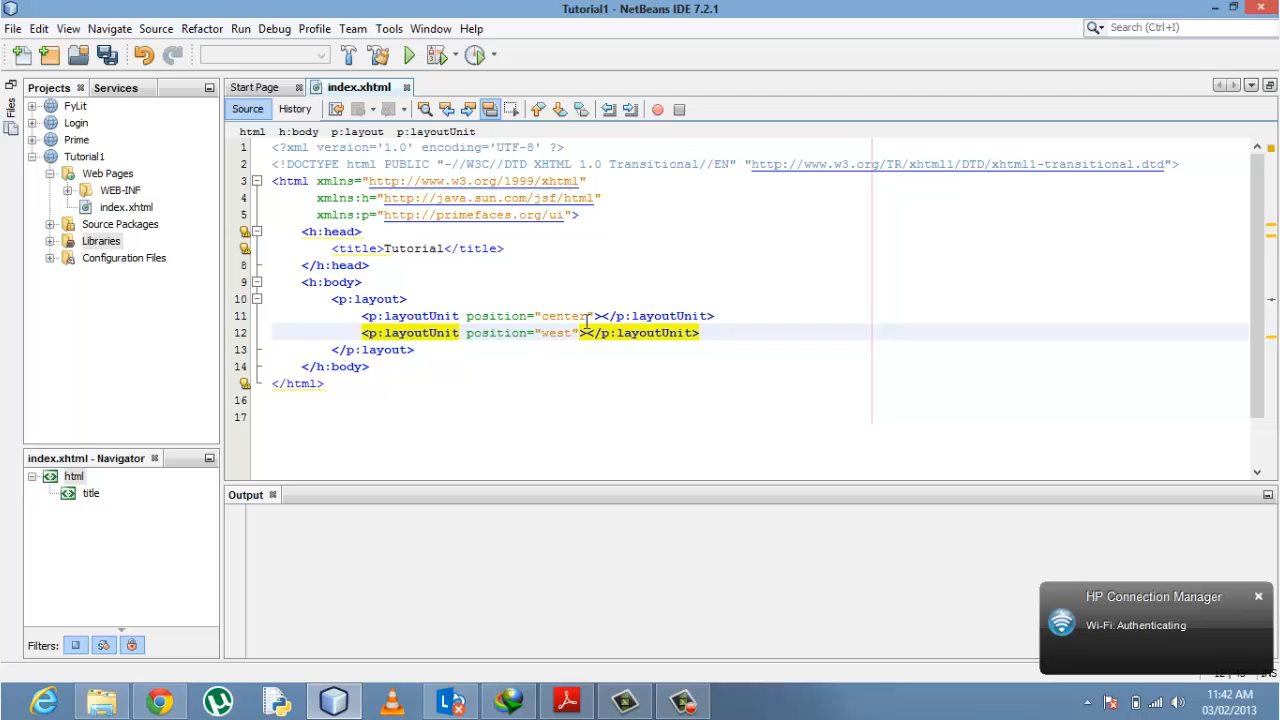 Tutorial1 - NetBeans IDE 7.2.1
File Edit View Navigate Source Refactor Run Debug Profile Team Tools Window Help
Search (Ctrl+I)
Files
Projects Services
FyLit
Login
Prime
Tutorial1
Web Pages
WEB-INF
index.xhtml
Source Packages
Libraries
Configuration Files
index.xhtml - Navigator
html
title
Filters:
Start Page index.xhtml
Source History
html h:body p:layout p:layoutUnit
1 <?xml version='1.0' encoding='UTF-8' ?>
2 <!DOCTYPE html PUBLIC "-//W3C//DTD XHTML 1.0 Transitional//EN" "http://www.w3.org/TR/xhtml1/DTD/xhtml1-transitional.dtd">
3 <html xmlns="http://www.w3.org/1999/xhtml"
4 xmlns:h="http://java.sun.com/jsf/html"
5 xmlns:p="http://primefaces.org/ui">
<h:head>
<title>Tutorial</title>
8 </h:head>
9 <h:body>
10 <p:layout>
11 <p:layoutUnit position="center"></p:layoutUnit>
12 <p:layoutUnit position="west"></p:layoutUnit>
13 </p:layout>
14 </h:body>
</html>
16
17
Output
HP Connection Manager
Wi-Fi: Authenticating
11:42 AM
03/02/2013